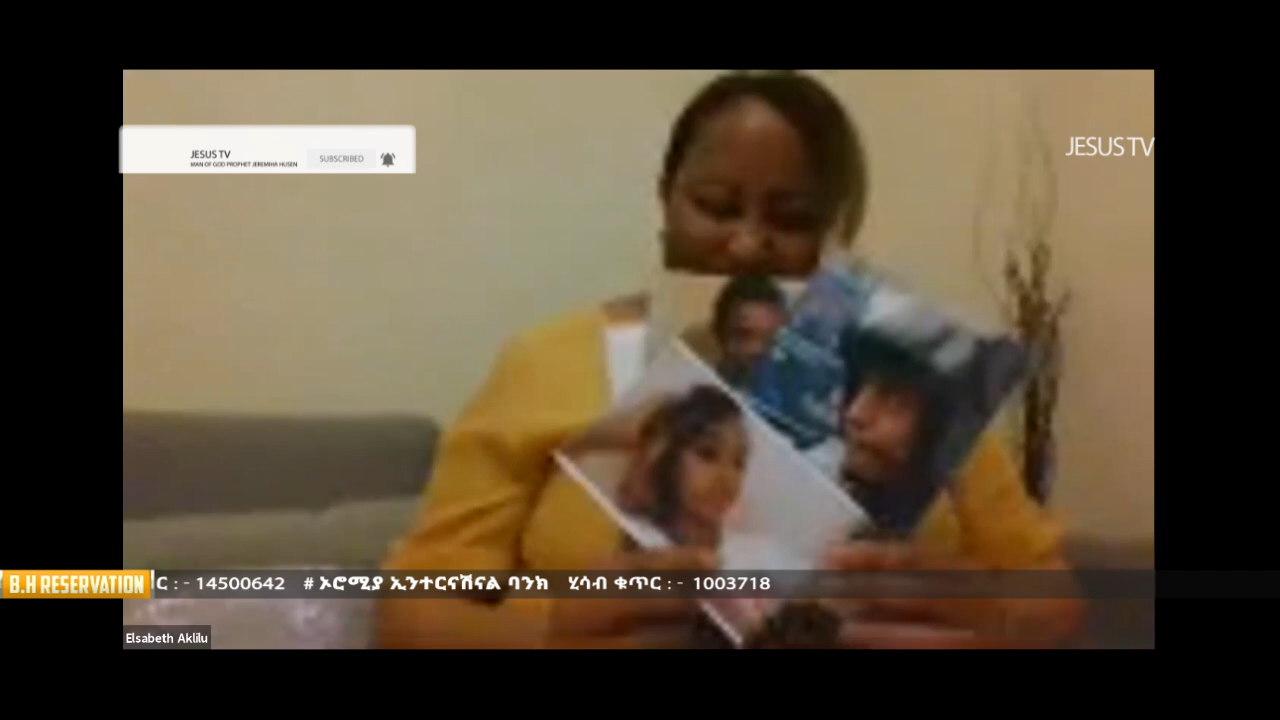 JESUS TV
MAN OF GOD PROPHET JEREMIHA HUSEN
SUBSCRIBED
JESUS TV
B.H RESERVATION
ር : - 14500642 # ኦሮሚያ ኢንተርናሽናል ባንክ ሂሳብ ቁጥር : - 1003718
Elsabeth Aklilu